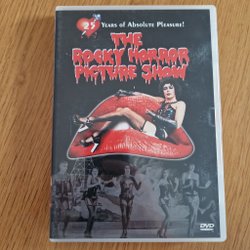 25 Years of Absolute Pleasure!
THE
ROCKY HORROR
PICTURE SHOW
DVD